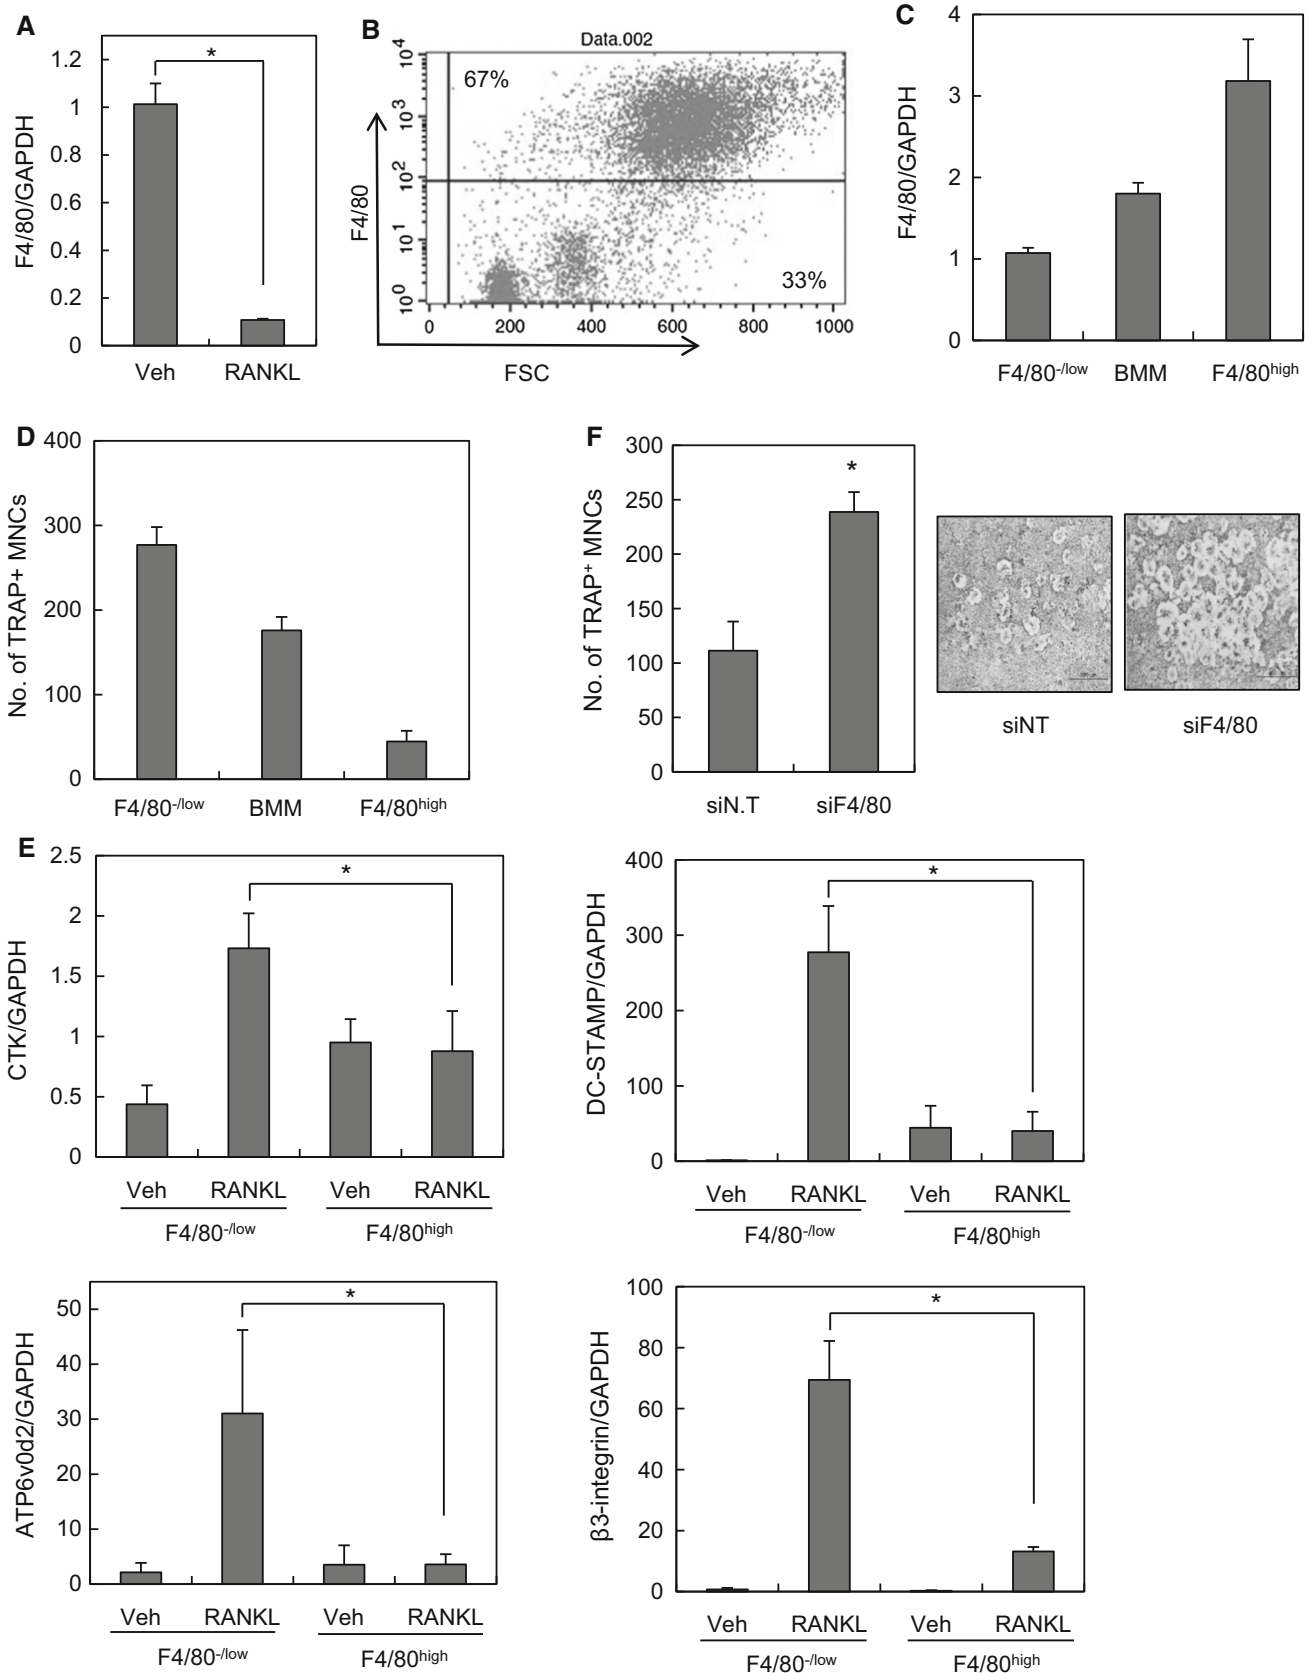 A
F4/80/GAPDH
1.2
1
0.8
0.6
0.4
0.2
0
*
Veh RANKL
B
Data.002
F4/80
10⁴
10³
10²
10¹
10⁰
67%
33%
0 200 400 600 800 1000
FSC
C
F4/80/GAPDH
4
3
2
1
0
F4/80-/low BMM F4/80high
D
No. of TRAP+ MNCs
400
300
200
100
0
F4/80-/low BMM F4/80high
F
No. of TRAP⁺ MNCs
300
250
200
150
100
50
0
*
siN.T siF4/80
siNT siF4/80
E
CTK/GAPDH
2.5
2
1.5
1
0.5
0
*
Veh RANKL Veh RANKL
F4/80-/low F4/80high
DC-STAMP/GAPDH
400
300
200
100
0
*
Veh RANKL Veh RANKL
F4/80-/low F4/80high
ATP6v0d2/GAPDH
50
40
30
20
10
0
*
Veh RANKL Veh RANKL
F4/80-/low F4/80high
β3-integrin/GAPDH
100
80
60
40
20
0
*
Veh RANKL Veh RANKL
F4/80-/low F4/80high